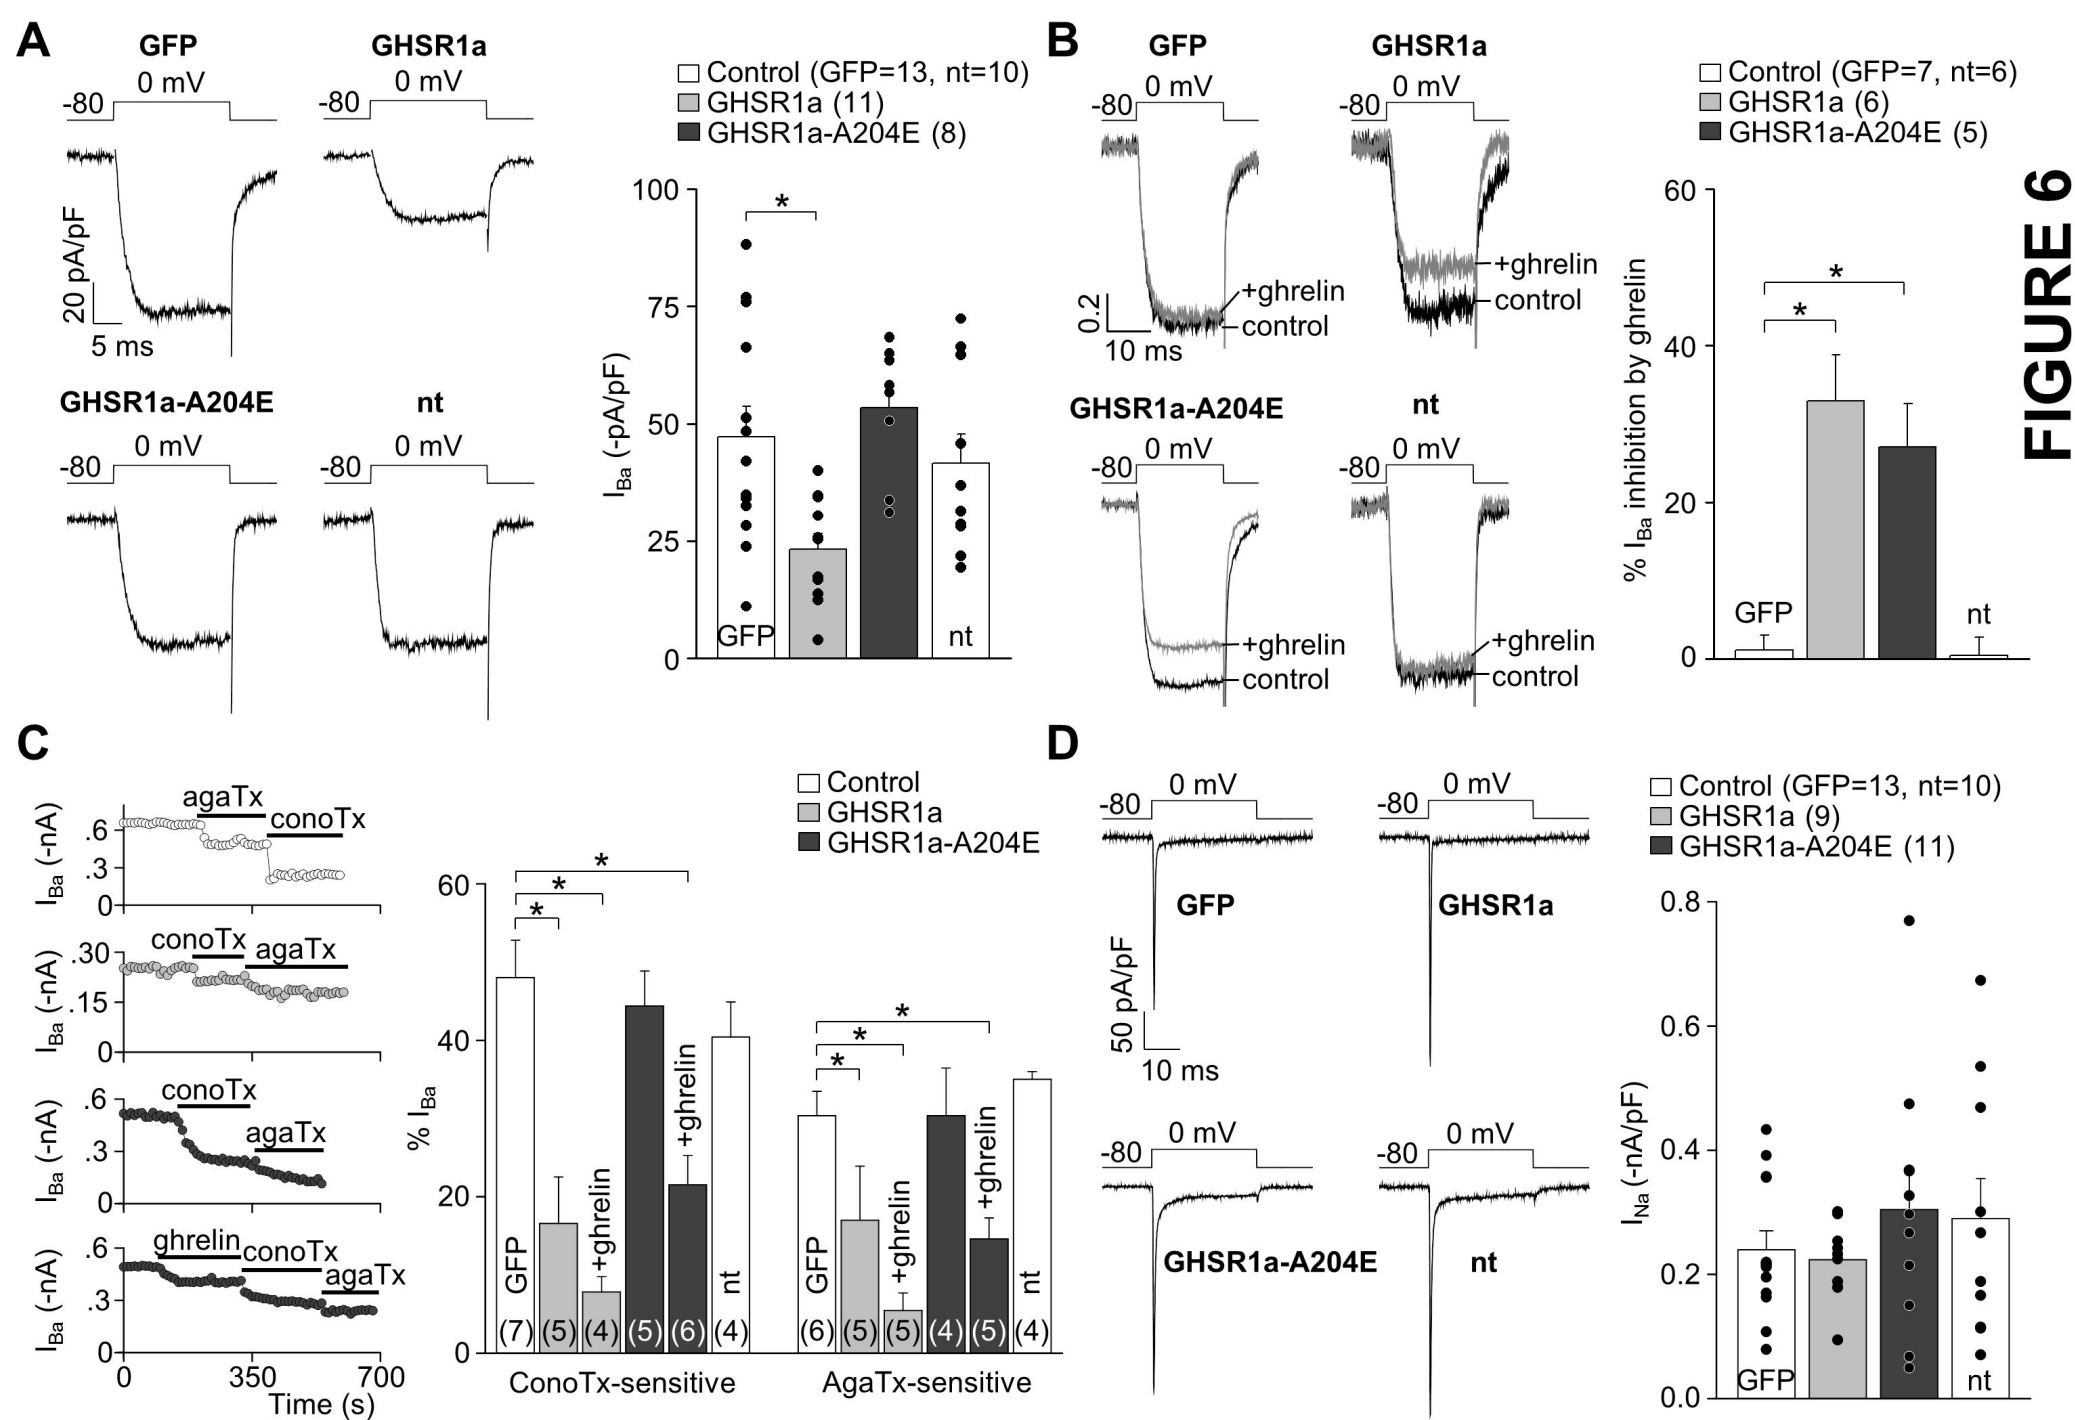 A
GFP
0 mV
-80
GHSR1a
0 mV
-80
20 pA/pF
5 ms
GHSR1a-A204E
0 mV
-80
nt
0 mV
-80
Control (GFP=13, nt=10)
GHSR1a (11)
GHSR1a-A204E (8)
100
75
50
25
0
IBa (-pA/pF)
*
GFP
nt
B
GFP
0 mV
-80
+ghrelin
control
0.2
10 ms
GHSR1a
0 mV
-80
+ghrelin
control
GHSR1a-A204E
0 mV
-80
+ghrelin
control
nt
0 mV
-80
+ghrelin
control
Control (GFP=7, nt=6)
GHSR1a (6)
GHSR1a-A204E (5)
60
40
20
0
% IBa inhibition by ghrelin
*
*
GFP
nt
FIGURE 6
C
agaTx
conoTx
.6
.3
0
IBa (-nA)
conoTx
agaTx
.30
.15
0
IBa (-nA)
conoTx
agaTx
.6
.3
0
IBa (-nA)
ghrelin
conoTx
agaTx
.6
.3
0
IBa (-nA)
0
350
700
Time (s)
Control
GHSR1a
GHSR1a-A204E
60
40
20
0
% IBa
*
*
*
GFP
+ghrelin
+ghrelin
nt
(7)
(5)
(4)
(5)
(6)
(4)
ConoTx-sensitive
*
*
*
GFP
+ghrelin
+ghrelin
nt
(6)
(5)
(5)
(4)
(5)
(4)
AgaTx-sensitive
D
0 mV
-80
GFP
0 mV
-80
GHSR1a
50 pA/pF
10 ms
0 mV
-80
GHSR1a-A204E
0 mV
-80
nt
Control (GFP=13, nt=10)
GHSR1a (9)
GHSR1a-A204E (11)
0.8
0.6
0.4
0.2
0.0
INa (-nA/pF)
GFP
nt